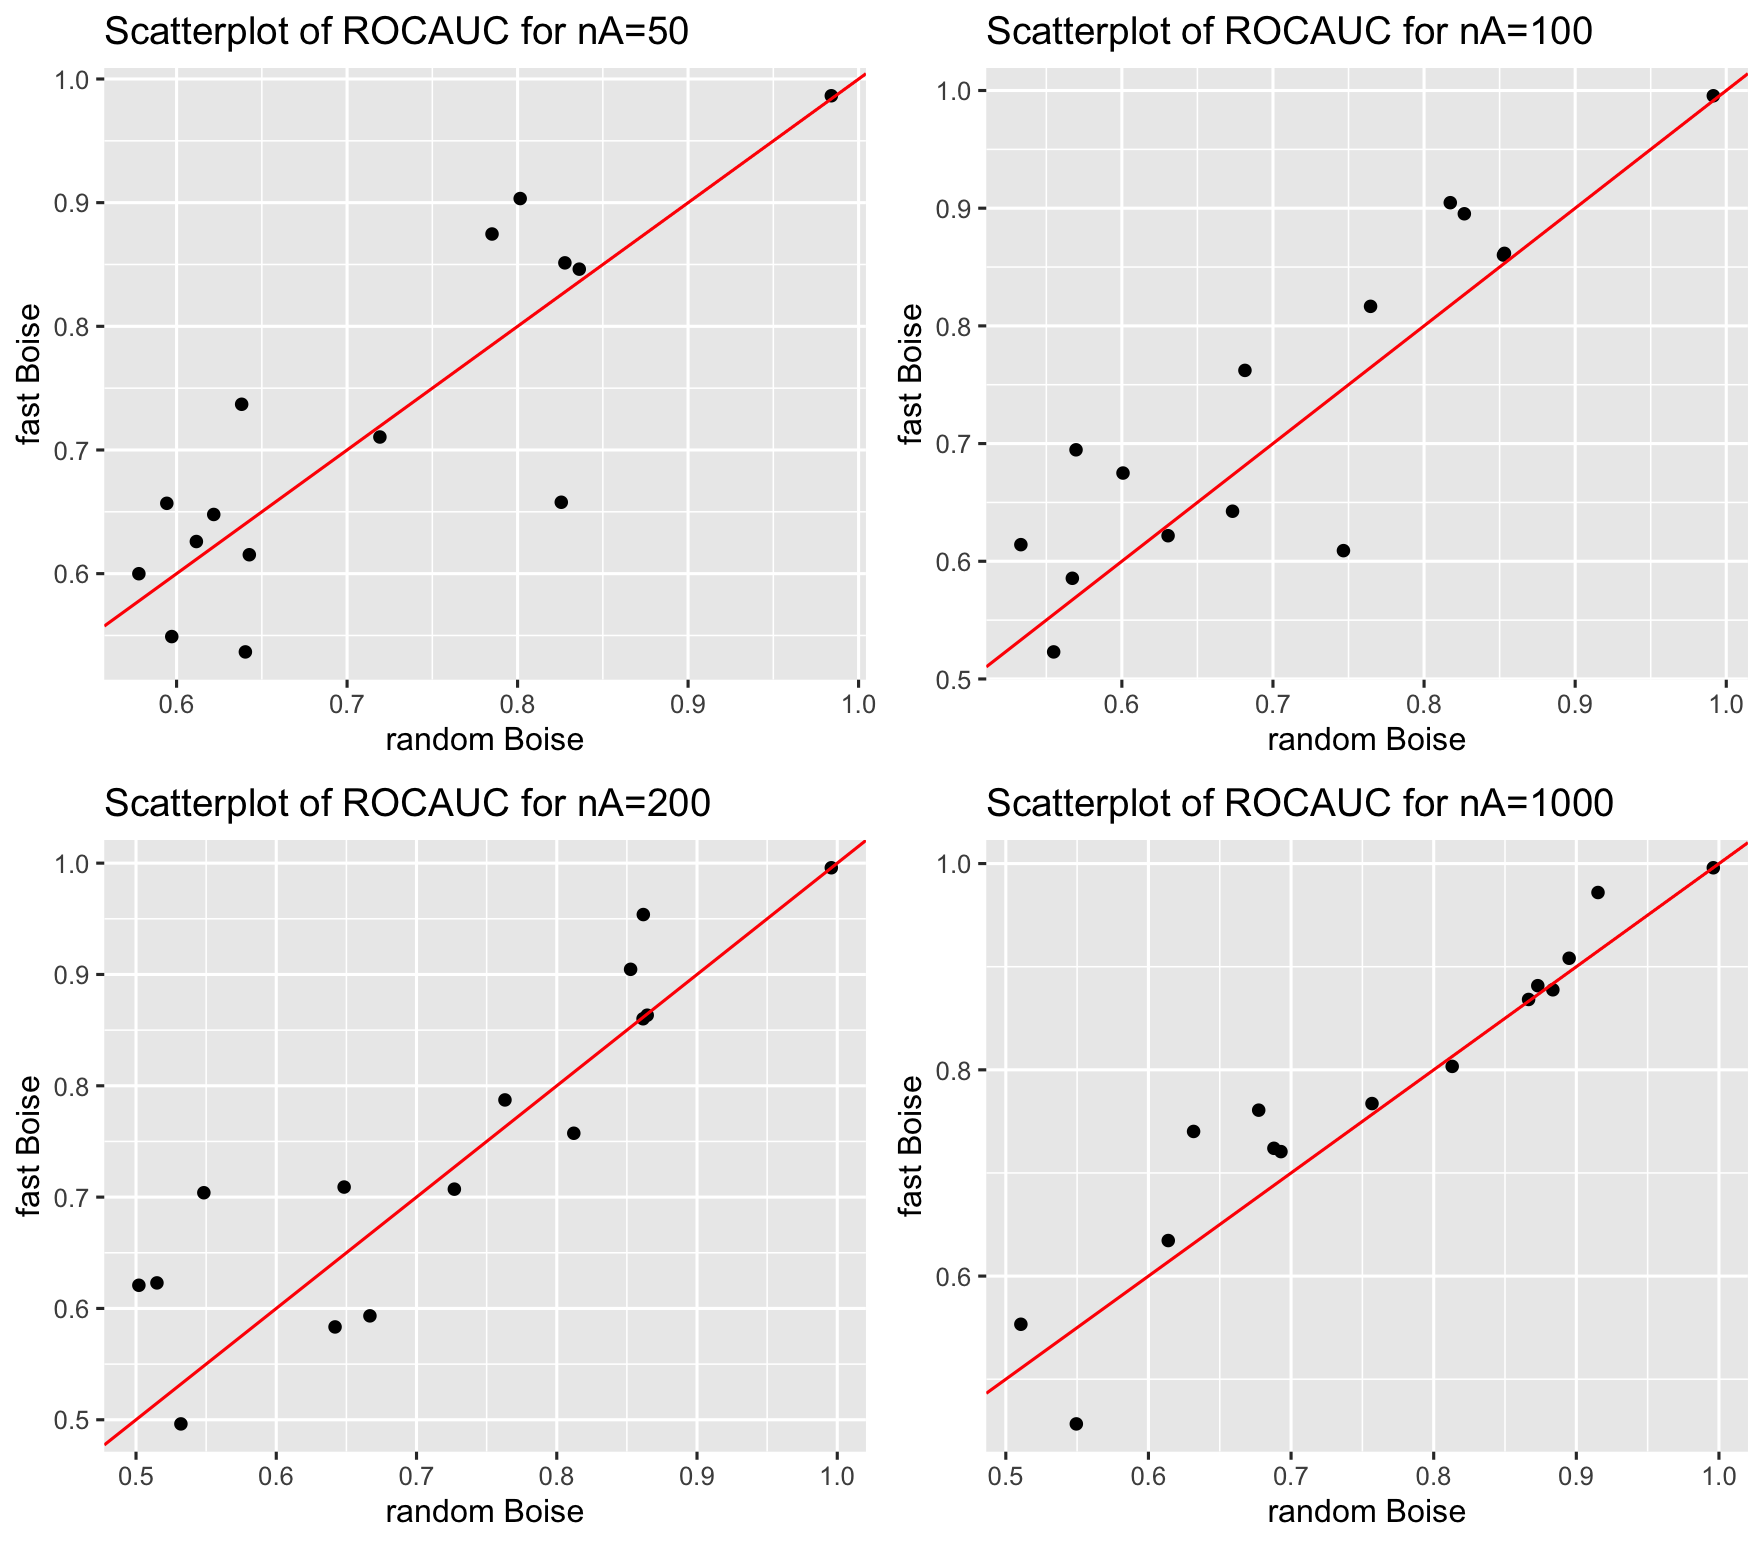 Scatterplot of ROCAUC for nA=50
1.0
0.9
0.8
0.7
0.6
fast Boise
0.6 0.7 0.8 0.9 1.0
random Boise
Scatterplot of ROCAUC for nA=100
1.0
0.9
0.8
0.7
0.6
0.5
fast Boise
0.6 0.7 0.8 0.9 1.0
random Boise
Scatterplot of ROCAUC for nA=200
1.0
0.9
0.8
0.7
0.6
0.5
fast Boise
0.5 0.6 0.7 0.8 0.9 1.0
random Boise
Scatterplot of ROCAUC for nA=1000
1.0
0.8
0.6
fast Boise
0.5 0.6 0.7 0.8 0.9 1.0
random Boise